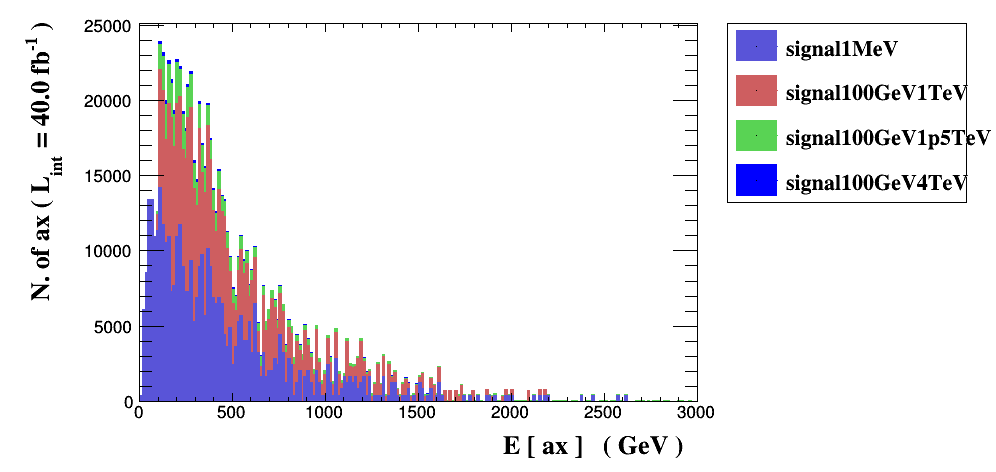 25000
20000
15000
10000
5000
0
N. of ax ( L_int = 40.0 fb^-1 )
0 500 1000 1500 2000 2500 3000
E [ ax ] ( GeV )
signal1MeV
signal100GeV1TeV
signal100GeV1p5TeV
signal100GeV4TeV